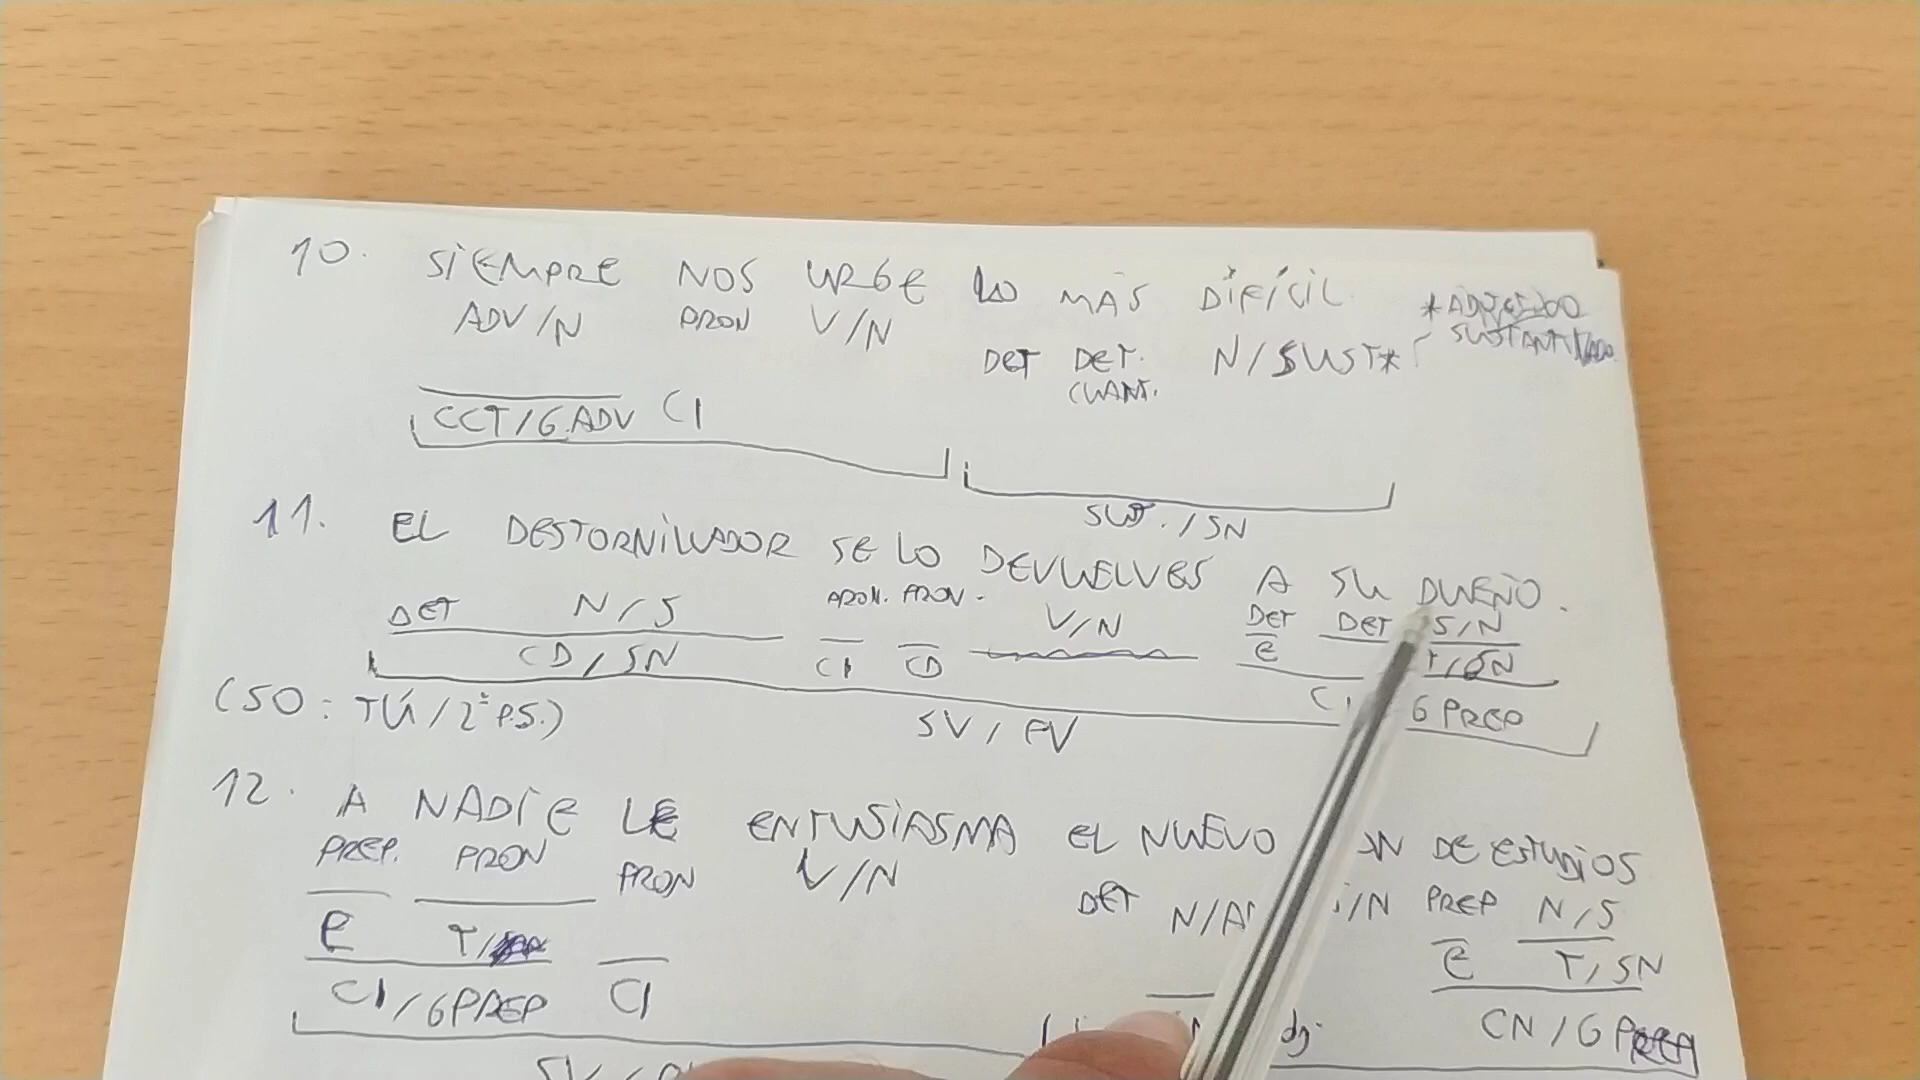 10. SIEMPRE NOS URGE LO MÁS DIFÍCIL
ADV/N PRON V/N DET DET. N/SUST*
CUANT.
*ADJETIVO
SUSTANTIVADO
CCT/G.ADV CI
SUJ./SN
11. EL DESTORNILLADOR SE LO DEVUELVES A SU DUEÑO.
DET N/S PRON. PRON. V/N DET DET S/N
CD/SN CI CD E T/SN
(SO: TÚ/2ª P.S.) SV/PV G PREP
12. A NADIE LE ENTUSIASMA EL NUEVO DE ESTUDIOS
PREP. PRON PRON V/N DET PREP N/S
E T/ E T/SN
CI/GPREP CI CN/G PREP